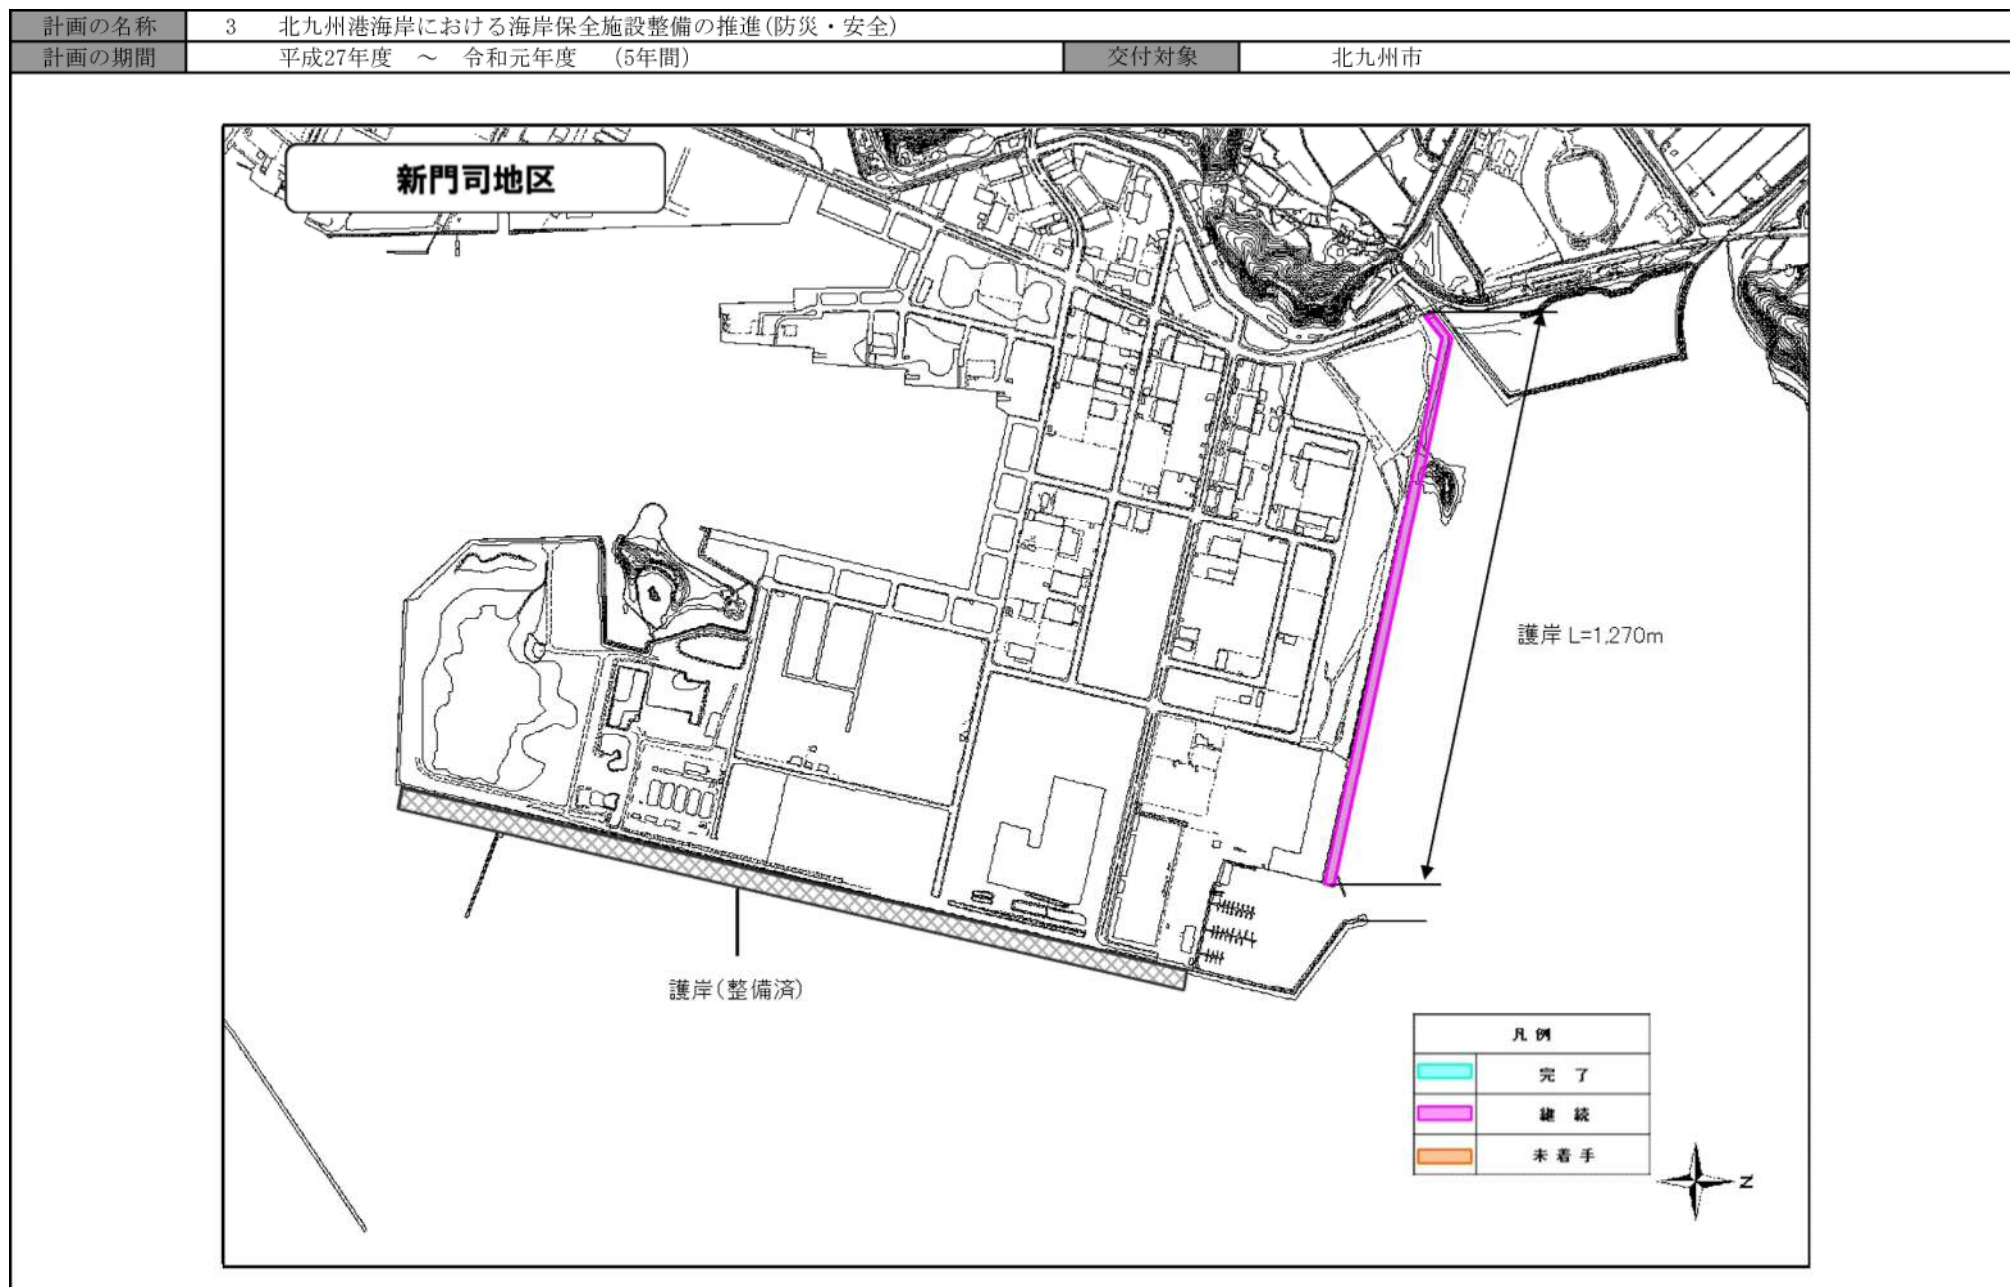 計画の名称 3 北九州港海岸における海岸保全施設整備の推進(防災・安全)
計画の期間 平成27年度 ～ 令和元年度 (5年間) 交付対象 北九州市
新門司地区
護岸 L=1,270m
護岸(整備済)
凡例
完了
継続
未着手
N